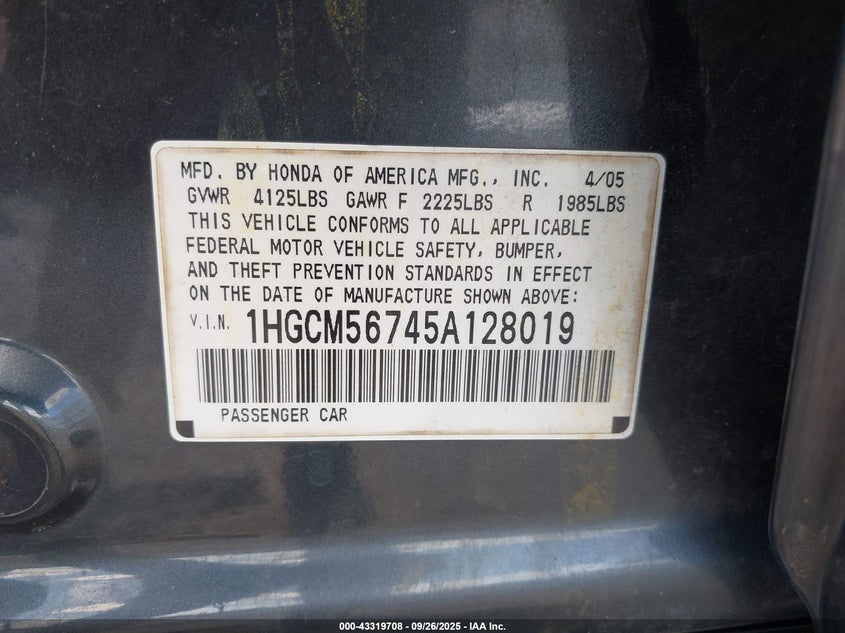 MFD. BY HONDA OF AMERICA MFG., INC. 4/05
GVWR 4125LBS GAWR F 2225LBS R 1985LBS
THIS VEHICLE CONFORMS TO ALL APPLICABLE
FEDERAL MOTOR VEHICLE SAFETY, BUMPER,
AND THEFT PREVENTION STANDARDS IN EFFECT
ON THE DATE OF MANUFACTURE SHOWN ABOVE:
V.I.N. 1HGCM56745A128019
PASSENGER CAR
000-43319708 - 09/26/2025 - IAA Inc.